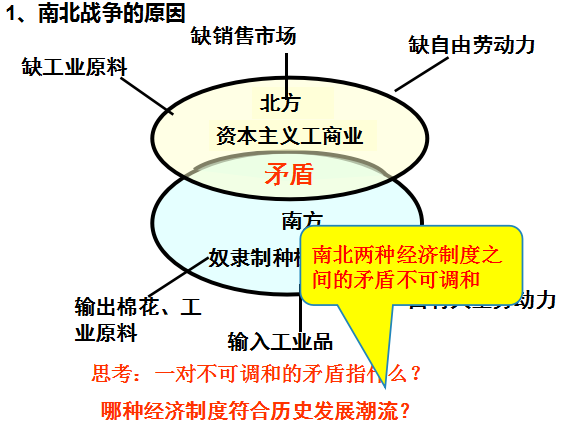 1、南北战争的原因
缺销售市场
缺自由劳动力
缺工业原料
北方
资本主义工商业
矛盾
南方
奴隶制种
南北两种经济制度之
间的矛盾不可调和
输出棉花、工
业原料
劳动力
输入工业品
思考：一对不可调和的矛盾指什么？
哪种经济制度符合历史发展潮流？